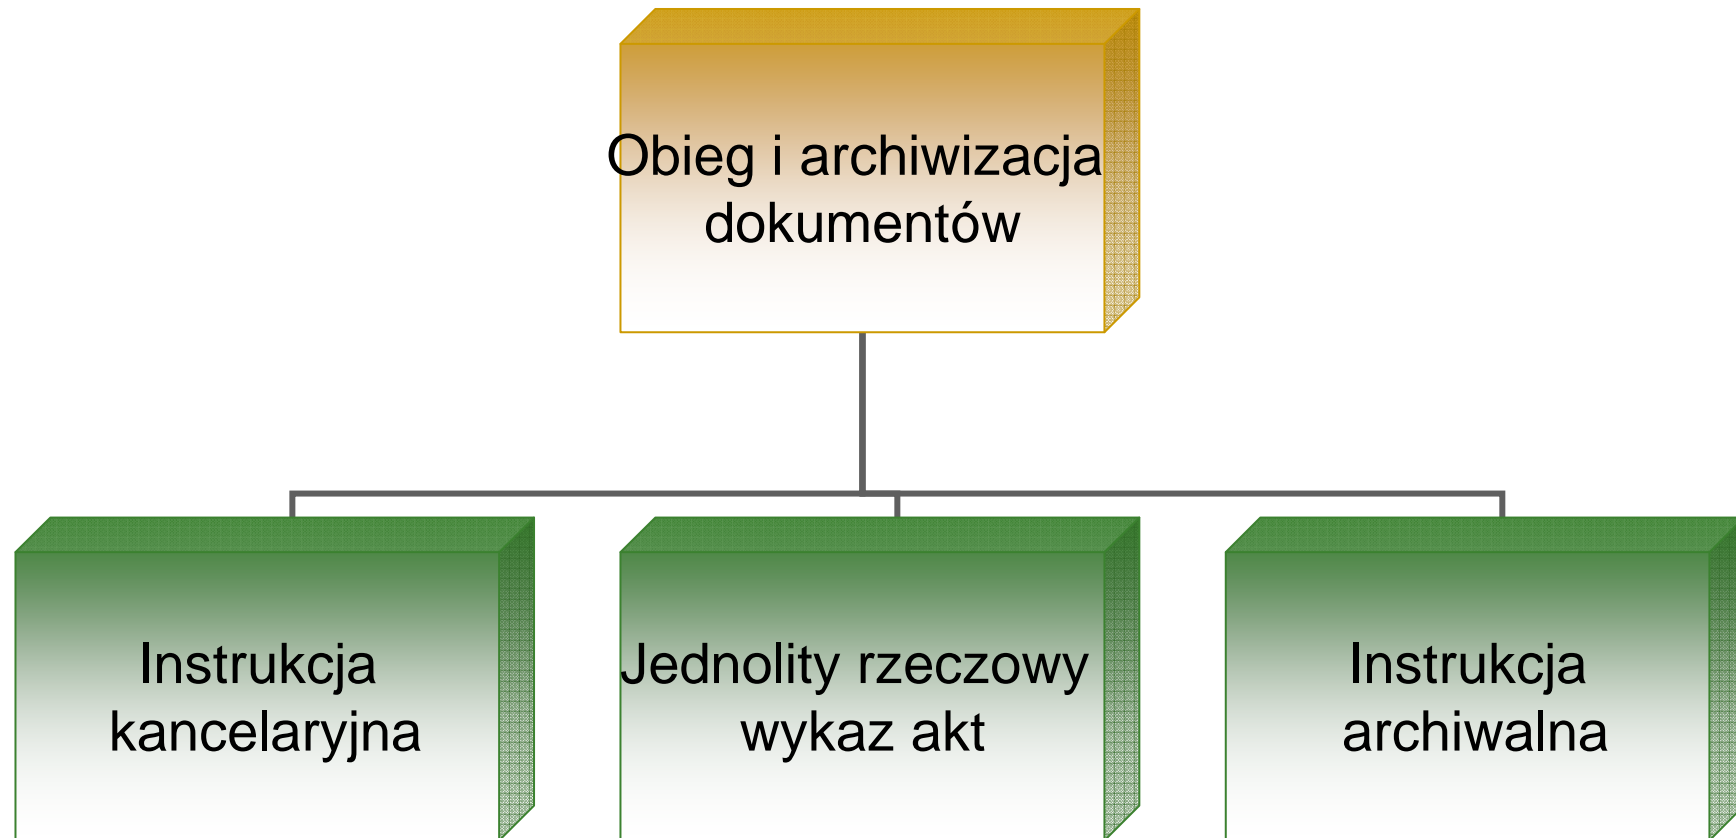 Obieg i archiwizacja
dokumentów
Instrukcja
kancelaryjna
Jednolity rzeczowy
wykaz akt
Instrukcja
archiwalna